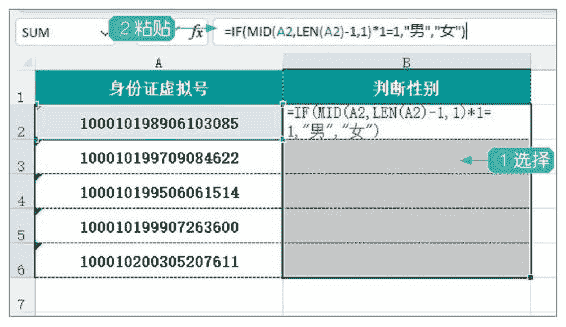 SUM 2 粘贴 fx =IF(MID(A2,LEN(A2)-1,1)*1=1,"男","女")
A B
1 身份证虚拟号 判断性别
2 100010198906103085 =IF(MID(A2,LEN(A2)-1,1)*1=
1,"男","女")
3 100010199709084622 1 选择
4 100010199506061514
5 100010199907263600
6 100010200305207611
7